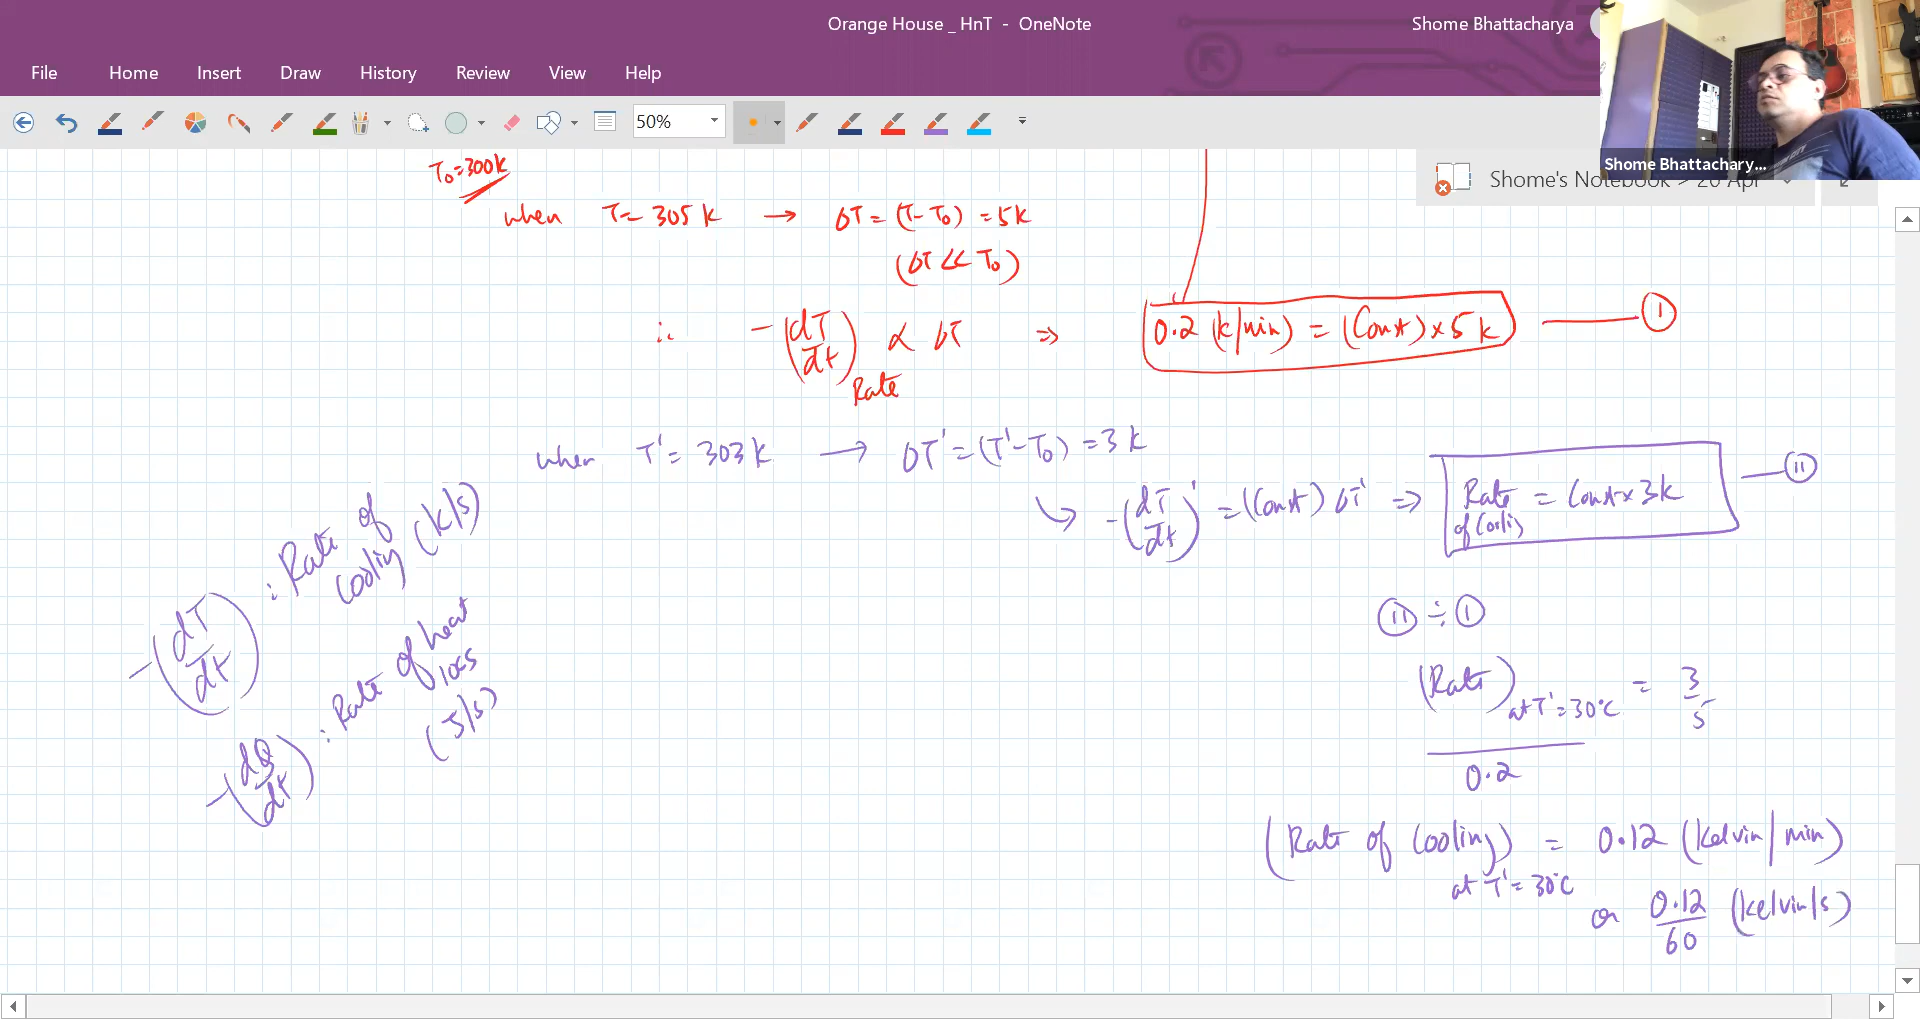 Orange House _ HnT - OneNote
Shome Bhattacharya
File Home Insert Draw History Review View Help
50%
Shome Bhattachary...
Shome's Notebook > 26 Apr
T₀=300k
when T= 305 k → ΔT = (T-T₀) = 5k
(ΔT << T₀)
∴ -(dT/dt) ∝ ΔT ⇒ 0.2 (k/min) = (Const) × 5 k — ①
Rate
when T' = 303 k → ΔT' = (T'-T₀) = 3 k
↳ -(dT/dt)' = (Const) ΔT' ⇒ Rate of Cooli = Const × 3k — ⑪
-(dT/dt) : Rate of cooling (k/s)
-(dQ/dt) : Rate of heat loss (J/s)
⑪ ÷ ①
(Rate) at T'=30°C / 0.2 = 3/5
(Rate of Cooling) at T'=30°C = 0.12 (Kelvin/min)
or 0.12/60 (kelvin/s)